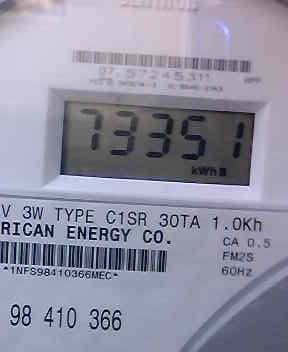 73351
kWh
V 3W TYPE C1SR 30TA 1.0Kh
RICAN ENERGY CO.
CA 0.5
FM2S
60Hz
*1NFS98410366MEC*
98 410 366